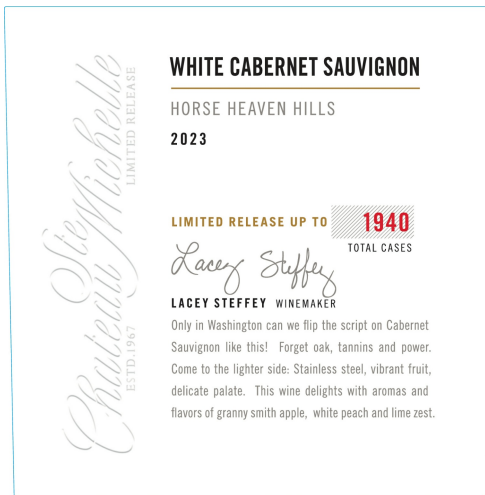 Chateau Ste Michelle
LIMITED RELEASE
ESTD.1967
WHITE CABERNET SAUVIGNON
HORSE HEAVEN HILLS
2023
LIMITED RELEASE UP TO 1940
TOTAL CASES
Lacey Steffey
LACEY STEFFEY WINEMAKER
Only in Washington can we flip the script on Cabernet
Sauvignon like this! Forget oak, tannins and power.
Come to the lighter side: Stainless steel, vibrant fruit,
delicate palate. This wine delights with aromas and
flavors of granny smith apple, white peach and lime zest.